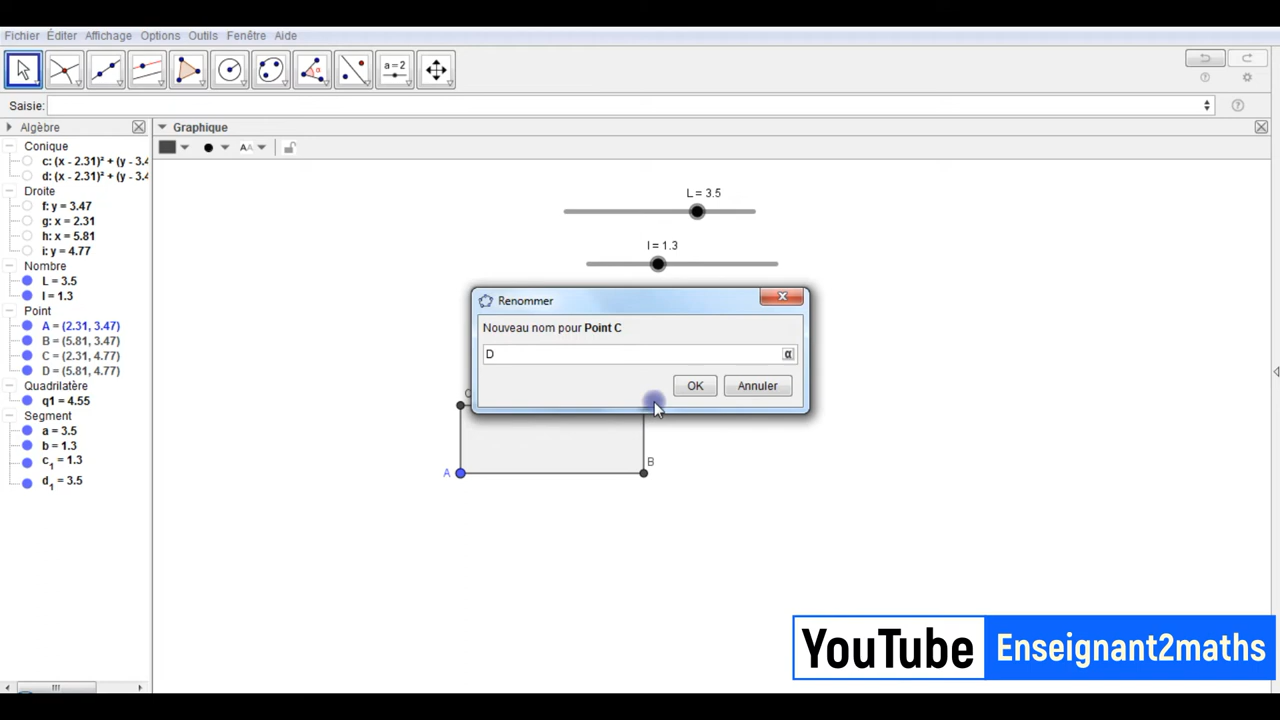 Fichier Éditer Affichage Options Outils Fenêtre Aide
a=2
Saisie:
Algèbre
Graphique
AA
Conique
c: (x - 2.31)² + (y - 3.4
d: (x - 2.31)² + (y - 3.4
Droite
f: y = 3.47
g: x = 2.31
h: x = 5.81
i: y = 4.77
Nombre
L = 3.5
l = 1.3
Point
A = (2.31, 3.47)
B = (5.81, 3.47)
C = (2.31, 4.77)
D = (5.81, 4.77)
Quadrilatère
q1 = 4.55
Segment
a = 3.5
b = 1.3
c₁ = 1.3
d₁ = 3.5
L = 3.5
l = 1.3
Renommer
Nouveau nom pour Point C
D
α
OK Annuler
A
B
YouTube Enseignant2maths